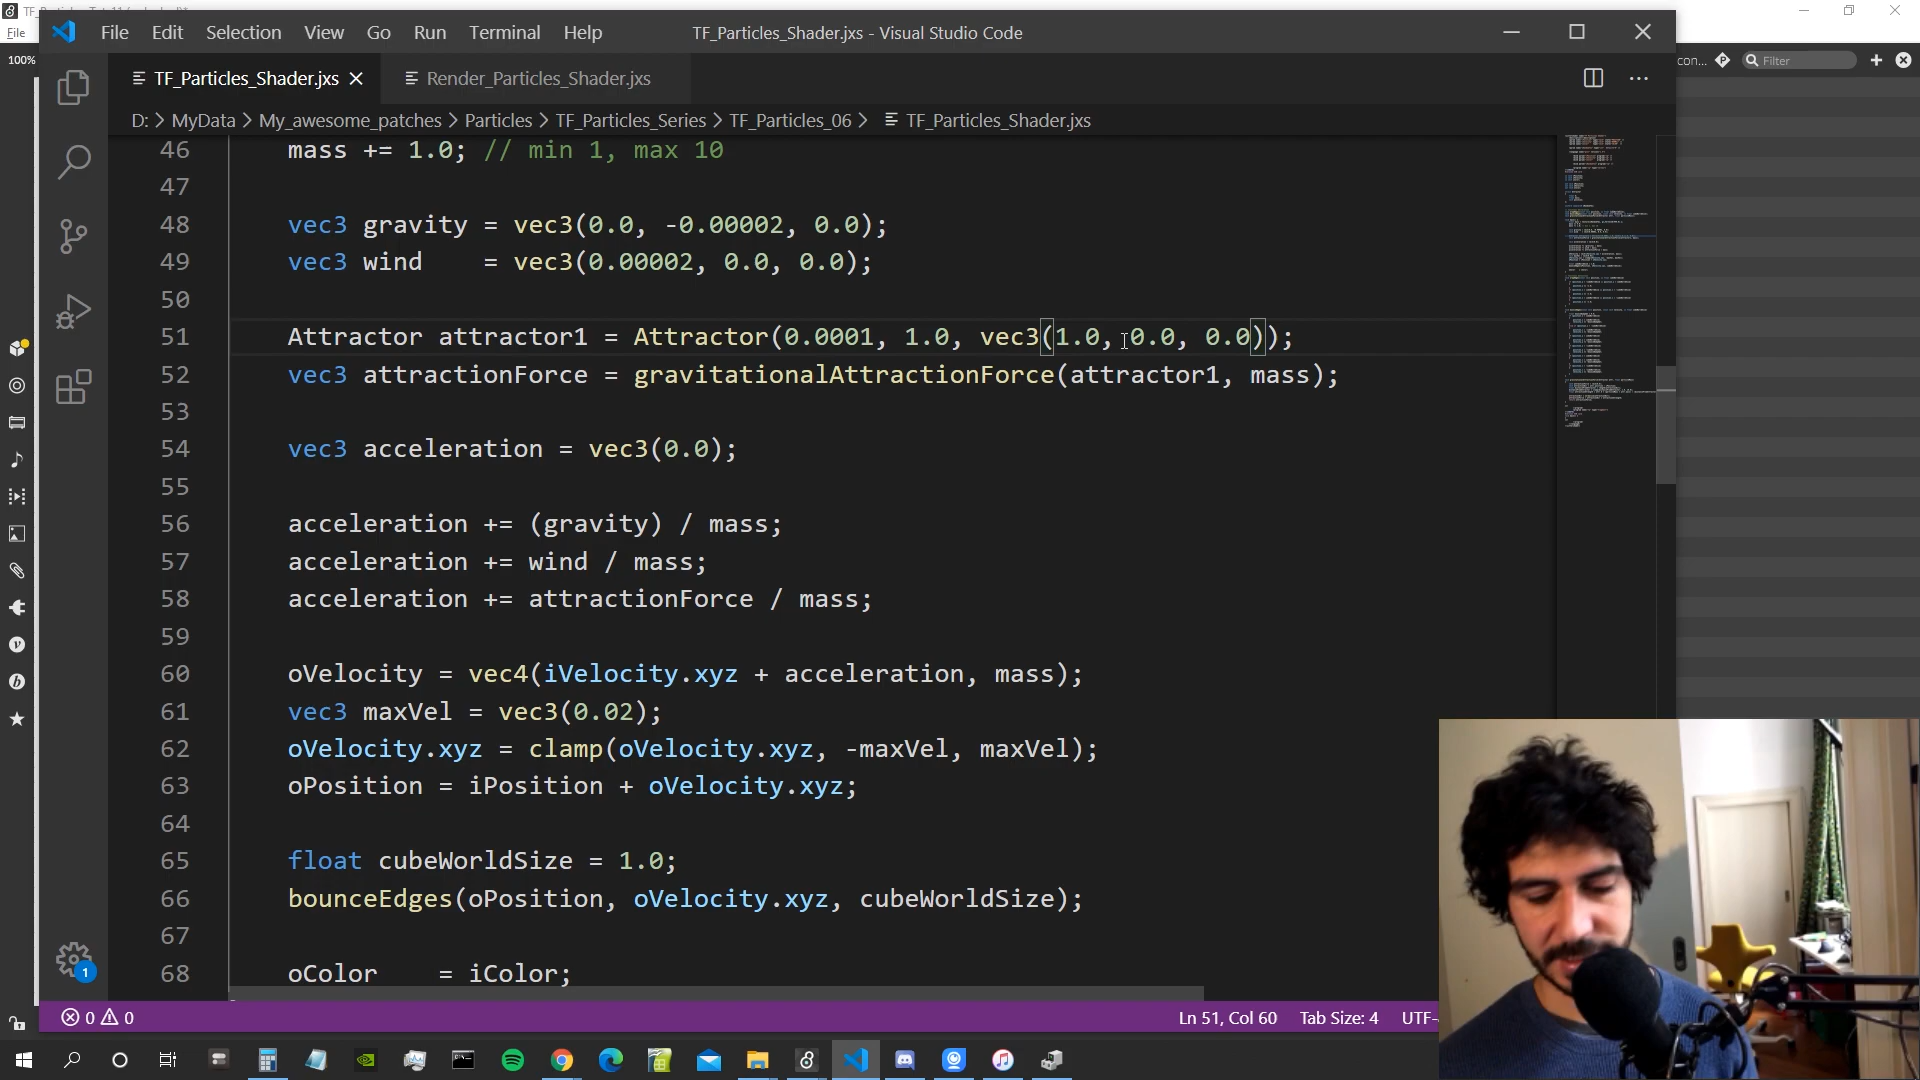 File Edit Selection View Go Run Terminal Help
TF_Particles_Shader.jxs - Visual Studio Code
File
100%
con...
Filter
TF_Particles_Shader.jxs
Render_Particles_Shader.jxs
D: > MyData > My_awesome_patches > Particles > TF_Particles_Series > TF_Particles_06 > TF_Particles_Shader.jxs
46 mass += 1.0; // min 1, max 10
47
48 vec3 gravity = vec3(0.0, -0.00002, 0.0);
49 vec3 wind    = vec3(0.00002, 0.0, 0.0);
50
51 Attractor attractor1 = Attractor(0.0001, 1.0, vec3(1.0, 0.0, 0.0));
52 vec3 attractionForce = gravitationalAttractionForce(attractor1, mass);
53
54 vec3 acceleration = vec3(0.0);
55
56 acceleration += (gravity) / mass;
57 acceleration += wind / mass;
58 acceleration += attractionForce / mass;
59
60 oVelocity = vec4(iVelocity.xyz + acceleration, mass);
61 vec3 maxVel = vec3(0.02);
62 oVelocity.xyz = clamp(oVelocity.xyz, -maxVel, maxVel);
63 oPosition = iPosition + oVelocity.xyz;
64
65 float cubeWorldSize = 1.0;
66 bounceEdges(oPosition, oVelocity.xyz, cubeWorldSize);
67
68 oColor    = iColor;
1
0 0
Ln 51, Col 60
Tab Size: 4
UTF-